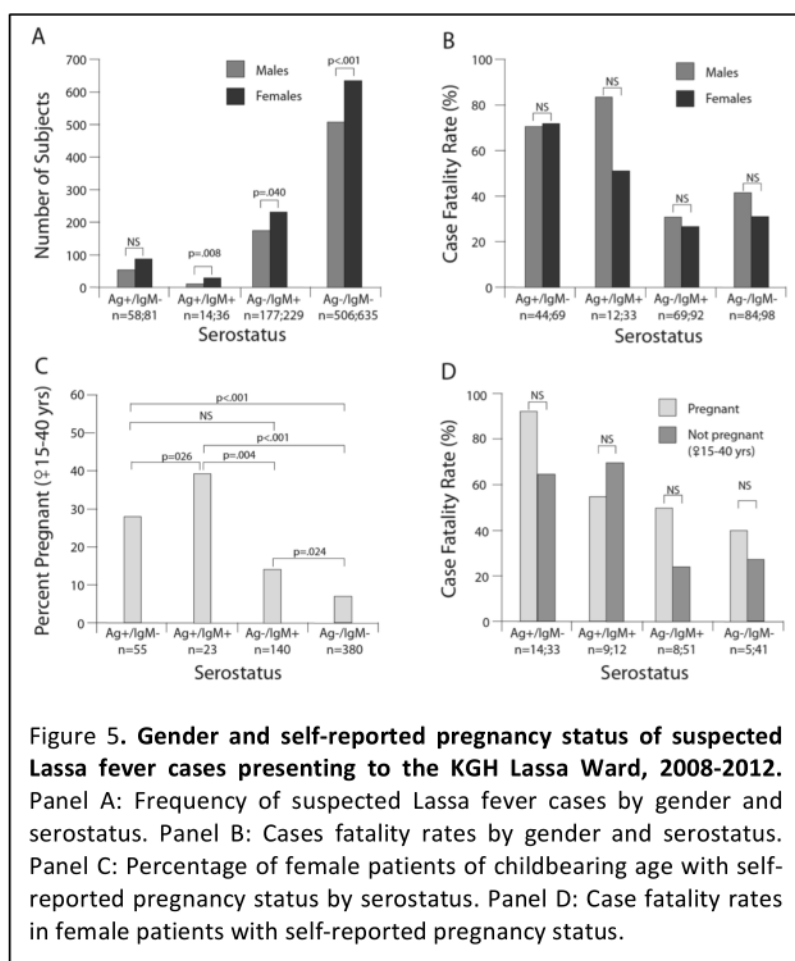 A
B
700
600
500
400
300
200
100
0
Number of Subjects
Males
Females
NS
p=.008
p=.040
p<.001
Ag+/IgM- Ag+/IgM+ Ag-/IgM+ Ag-/IgM-
n=58;81 n=14;36 n=177;229 n=506;635
Serostatus
100
80
60
40
20
0
Case Fatality Rate (%)
Males
Females
NS
NS
NS
NS
Ag+/IgM- Ag+/IgM+ Ag-/IgM+ Ag-/IgM-
n=44;69 n=12;33 n=69;92 n=84;98
Serostatus
C
D
60
50
40
30
20
10
0
Percent Pregnant (♀15-40 yrs)
p<.001
NS
p<.001
p=026 p=.004
p=.024
Ag+/IgM- Ag+/IgM+ Ag-/IgM+ Ag-/IgM-
n=55 n=23 n=140 n=380
Serostatus
100
80
60
40
20
0
Case Fatality Rate (%)
Pregnant
Not pregnant
(♀15-40 yrs)
NS
NS
NS
NS
Ag+/IgM- Ag+/IgM+ Ag-/IgM+ Ag-/IgM-
n=14;33 n=9;12 n=8;51 n=5;41
Serostatus
Figure 5. Gender and self-reported pregnancy status of suspected
Lassa fever cases presenting to the KGH Lassa Ward, 2008-2012.
Panel A: Frequency of suspected Lassa fever cases by gender and
serostatus. Panel B: Cases fatality rates by gender and serostatus.
Panel C: Percentage of female patients of childbearing age with self-
reported pregnancy status by serostatus. Panel D: Case fatality rates
in female patients with self-reported pregnancy status.